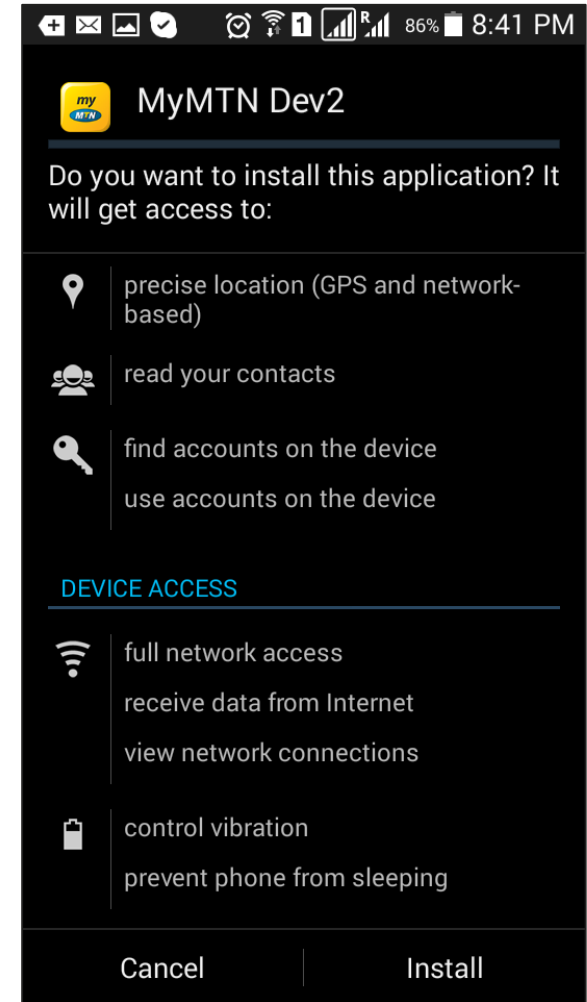 1 R 86% 8:41 PM
my
MTN
MyMTN Dev2
Do you want to install this application? It
will get access to:
precise location (GPS and network-
based)
read your contacts
find accounts on the device
use accounts on the device
DEVICE ACCESS
full network access
receive data from Internet
view network connections
control vibration
prevent phone from sleeping
Cancel Install